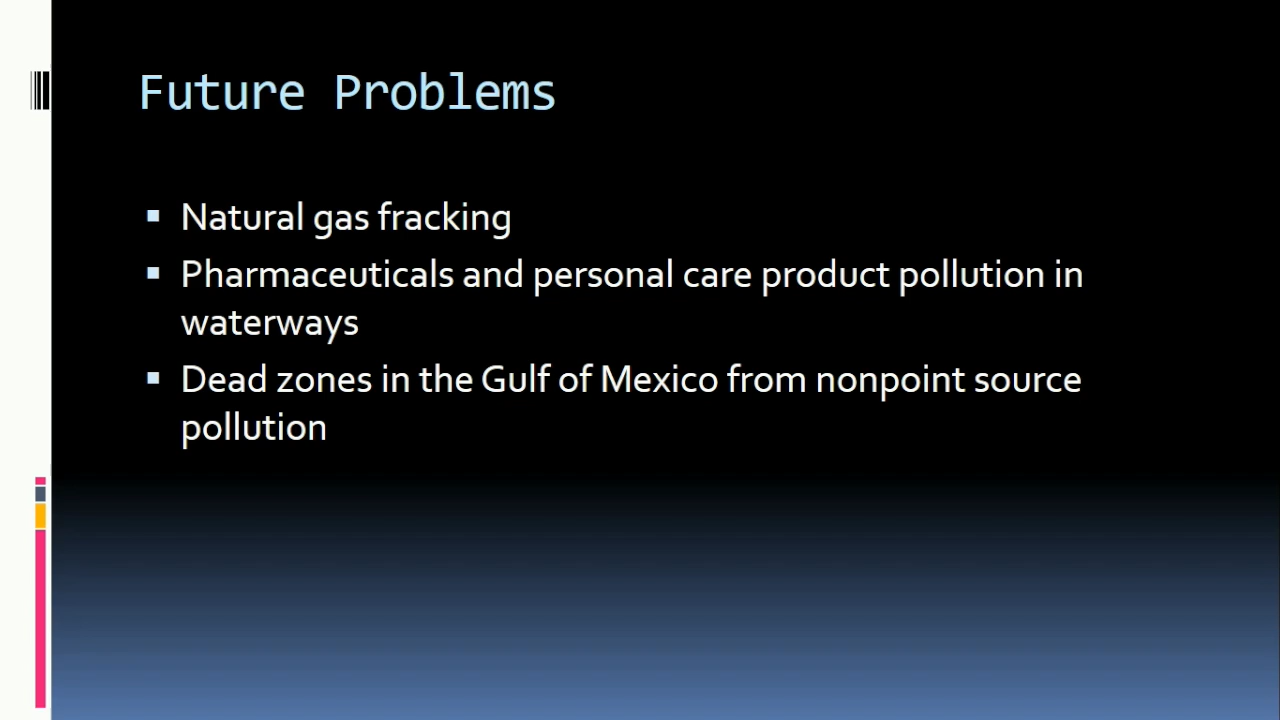 Future Problems
▪ Natural gas fracking
▪ Pharmaceuticals and personal care product pollution in
waterways
▪ Dead zones in the Gulf of Mexico from nonpoint source
pollution